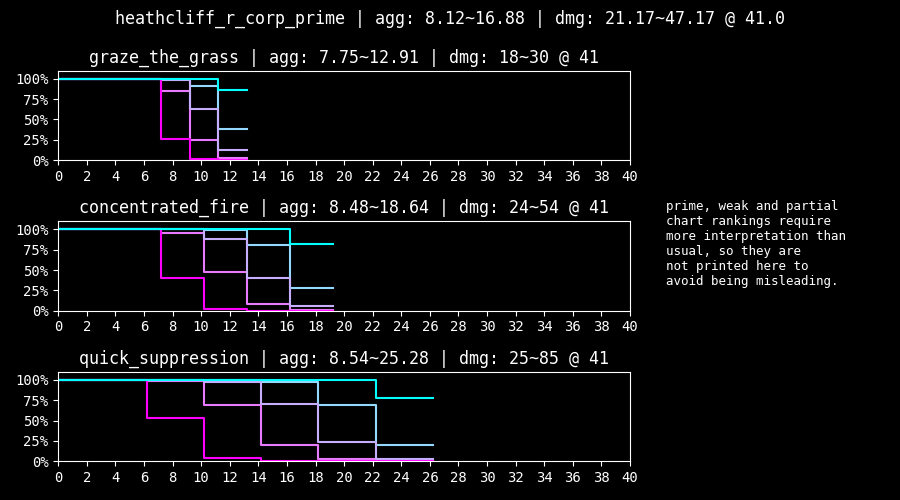 heathcliff_r_corp_prime | agg: 8.12~16.88 | dmg: 21.17~47.17 @ 41.0
graze_the_grass | agg: 7.75~12.91 | dmg: 18~30 @ 41
100%
75%
50%
25%
0%
0 2 4 6 8 10 12 14 16 18 20 22 24 26 28 30 32 34 36 38 40
concentrated_fire | agg: 8.48~18.64 | dmg: 24~54 @ 41
100%
75%
50%
25%
0%
0 2 4 6 8 10 12 14 16 18 20 22 24 26 28 30 32 34 36 38 40
prime, weak and partial
chart rankings require
more interpretation than
usual, so they are
not printed here to
avoid being misleading.
quick_suppression | agg: 8.54~25.28 | dmg: 25~85 @ 41
100%
75%
50%
25%
0%
0 2 4 6 8 10 12 14 16 18 20 22 24 26 28 30 32 34 36 38 40